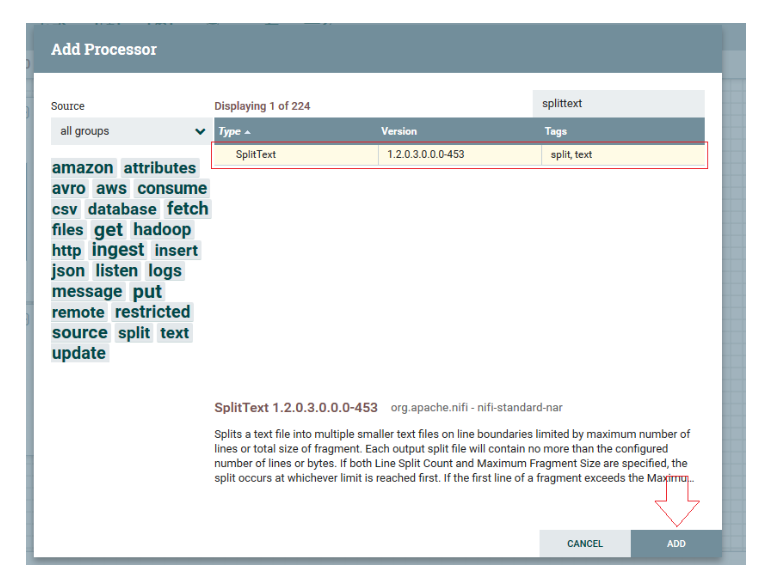 Add Processor
Source
Displaying 1 of 224
splittext
all groups
Type
Version
Tags
SplitText
1.2.0.3.0.0.0-453
split, text
amazon attributes
avro aws consume
csv database fetch
files get hadoop
http ingest insert
json listen logs
message put
remote restricted
source split text
update
SplitText 1.2.0.3.0.0.0-453 org.apache.nifi - nifi-standard-nar
Splits a text file into multiple smaller text files on line boundaries limited by maximum number of
lines or total size of fragment. Each output split file will contain no more than the configured
number of lines or bytes. If both Line Split Count and Maximum Fragment Size are specified, the
split occurs at whichever limit is reached first. If the first line of a fragment exceeds the Maximu...
CANCEL
ADD